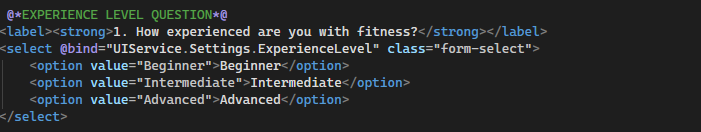 @*EXPERIENCE LEVEL QUESTION*@
<label><strong>1. How experienced are you with fitness?</strong></label>
<select @bind="UIService.Settings.ExperienceLevel" class="form-select">
    <option value="Beginner">Beginner</option>
    <option value="Intermediate">Intermediate</option>
    <option value="Advanced">Advanced</option>
</select>